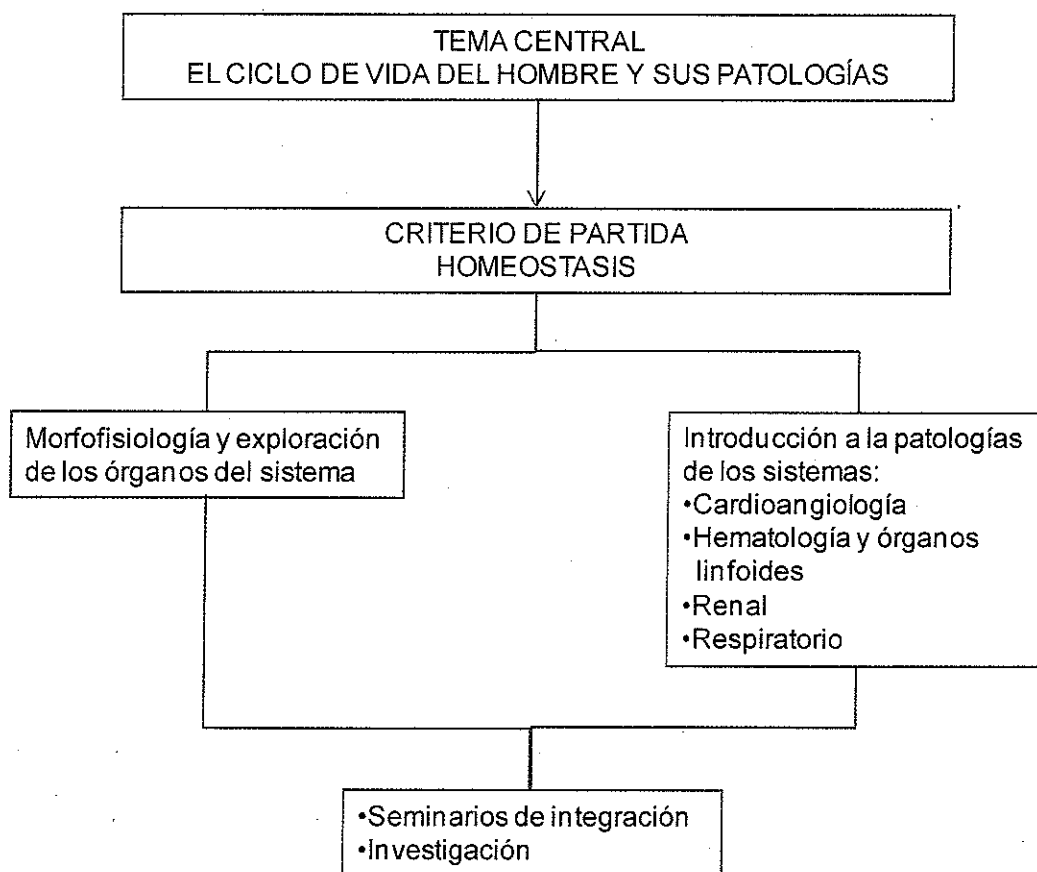 TEMA CENTRAL
EL CICLO DE VIDA DEL HOMBRE Y SUS PATOLOGÍAS
CRITERIO DE PARTIDA
HOMEOSTASIS
Morfofisiología y exploración
de los órganos del sistema
Introducción a la patologías
de los sistemas:
•Cardioangiología
•Hematología y órganos
linfoides
•Renal
•Respiratorio
•Seminarios de integración
•Investigación